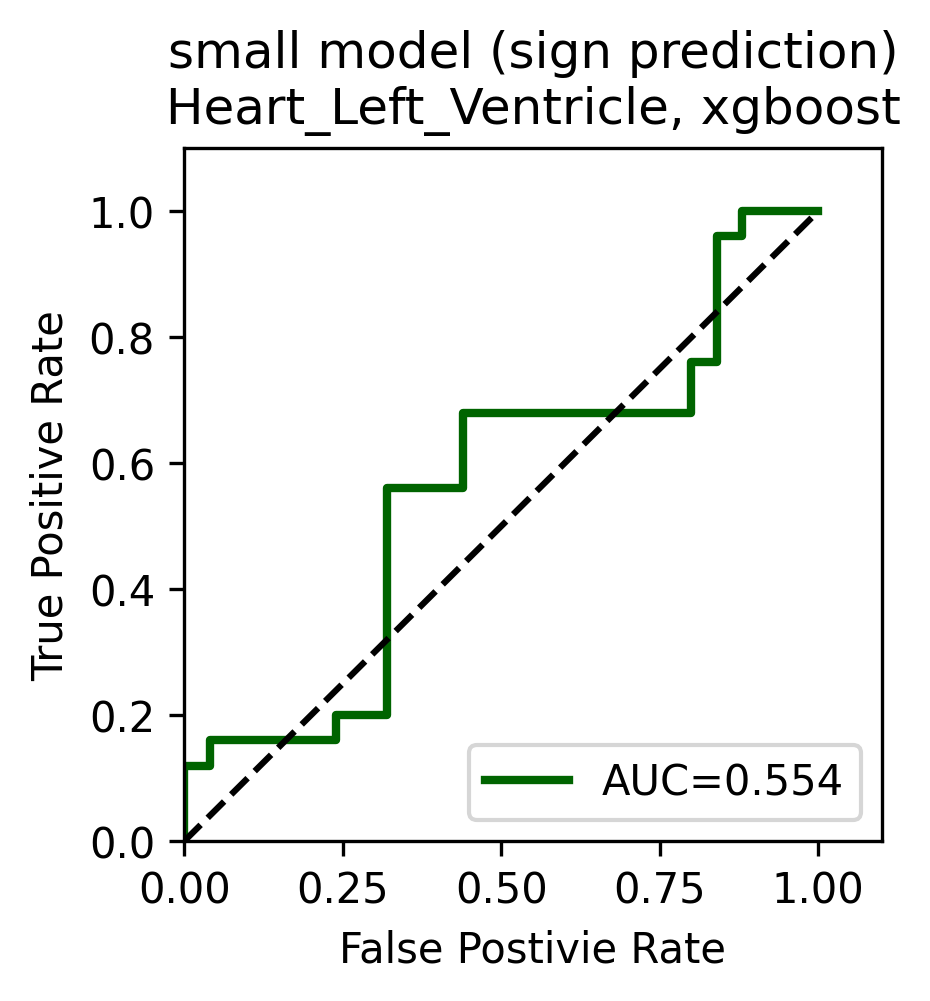 small model (sign prediction)
Heart_Left_Ventricle, xgboost
1.0
0.8
0.6
0.4
0.2
0.0
True Positive Rate
AUC=0.554
0.00 0.25 0.50 0.75 1.00
False Postivie Rate